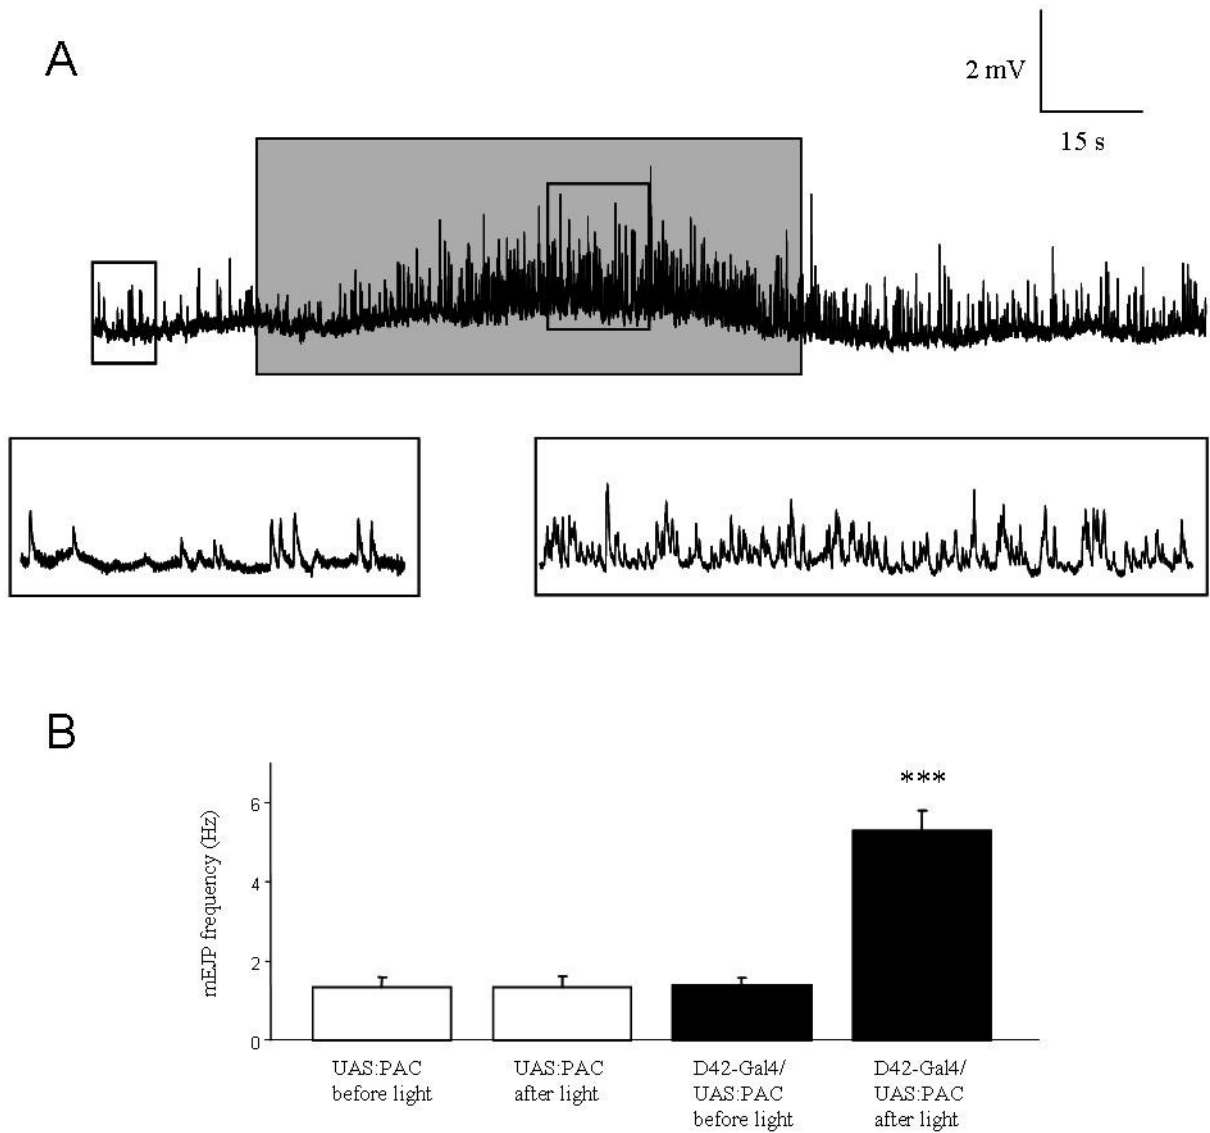 A
2 mV
15 s
B
mEJP frequency (Hz)
6
4
2
0
***
UAS:PAC
before light
UAS:PAC
after light
D42-Gal4/
UAS:PAC
before light
D42-Gal4/
UAS:PAC
after light